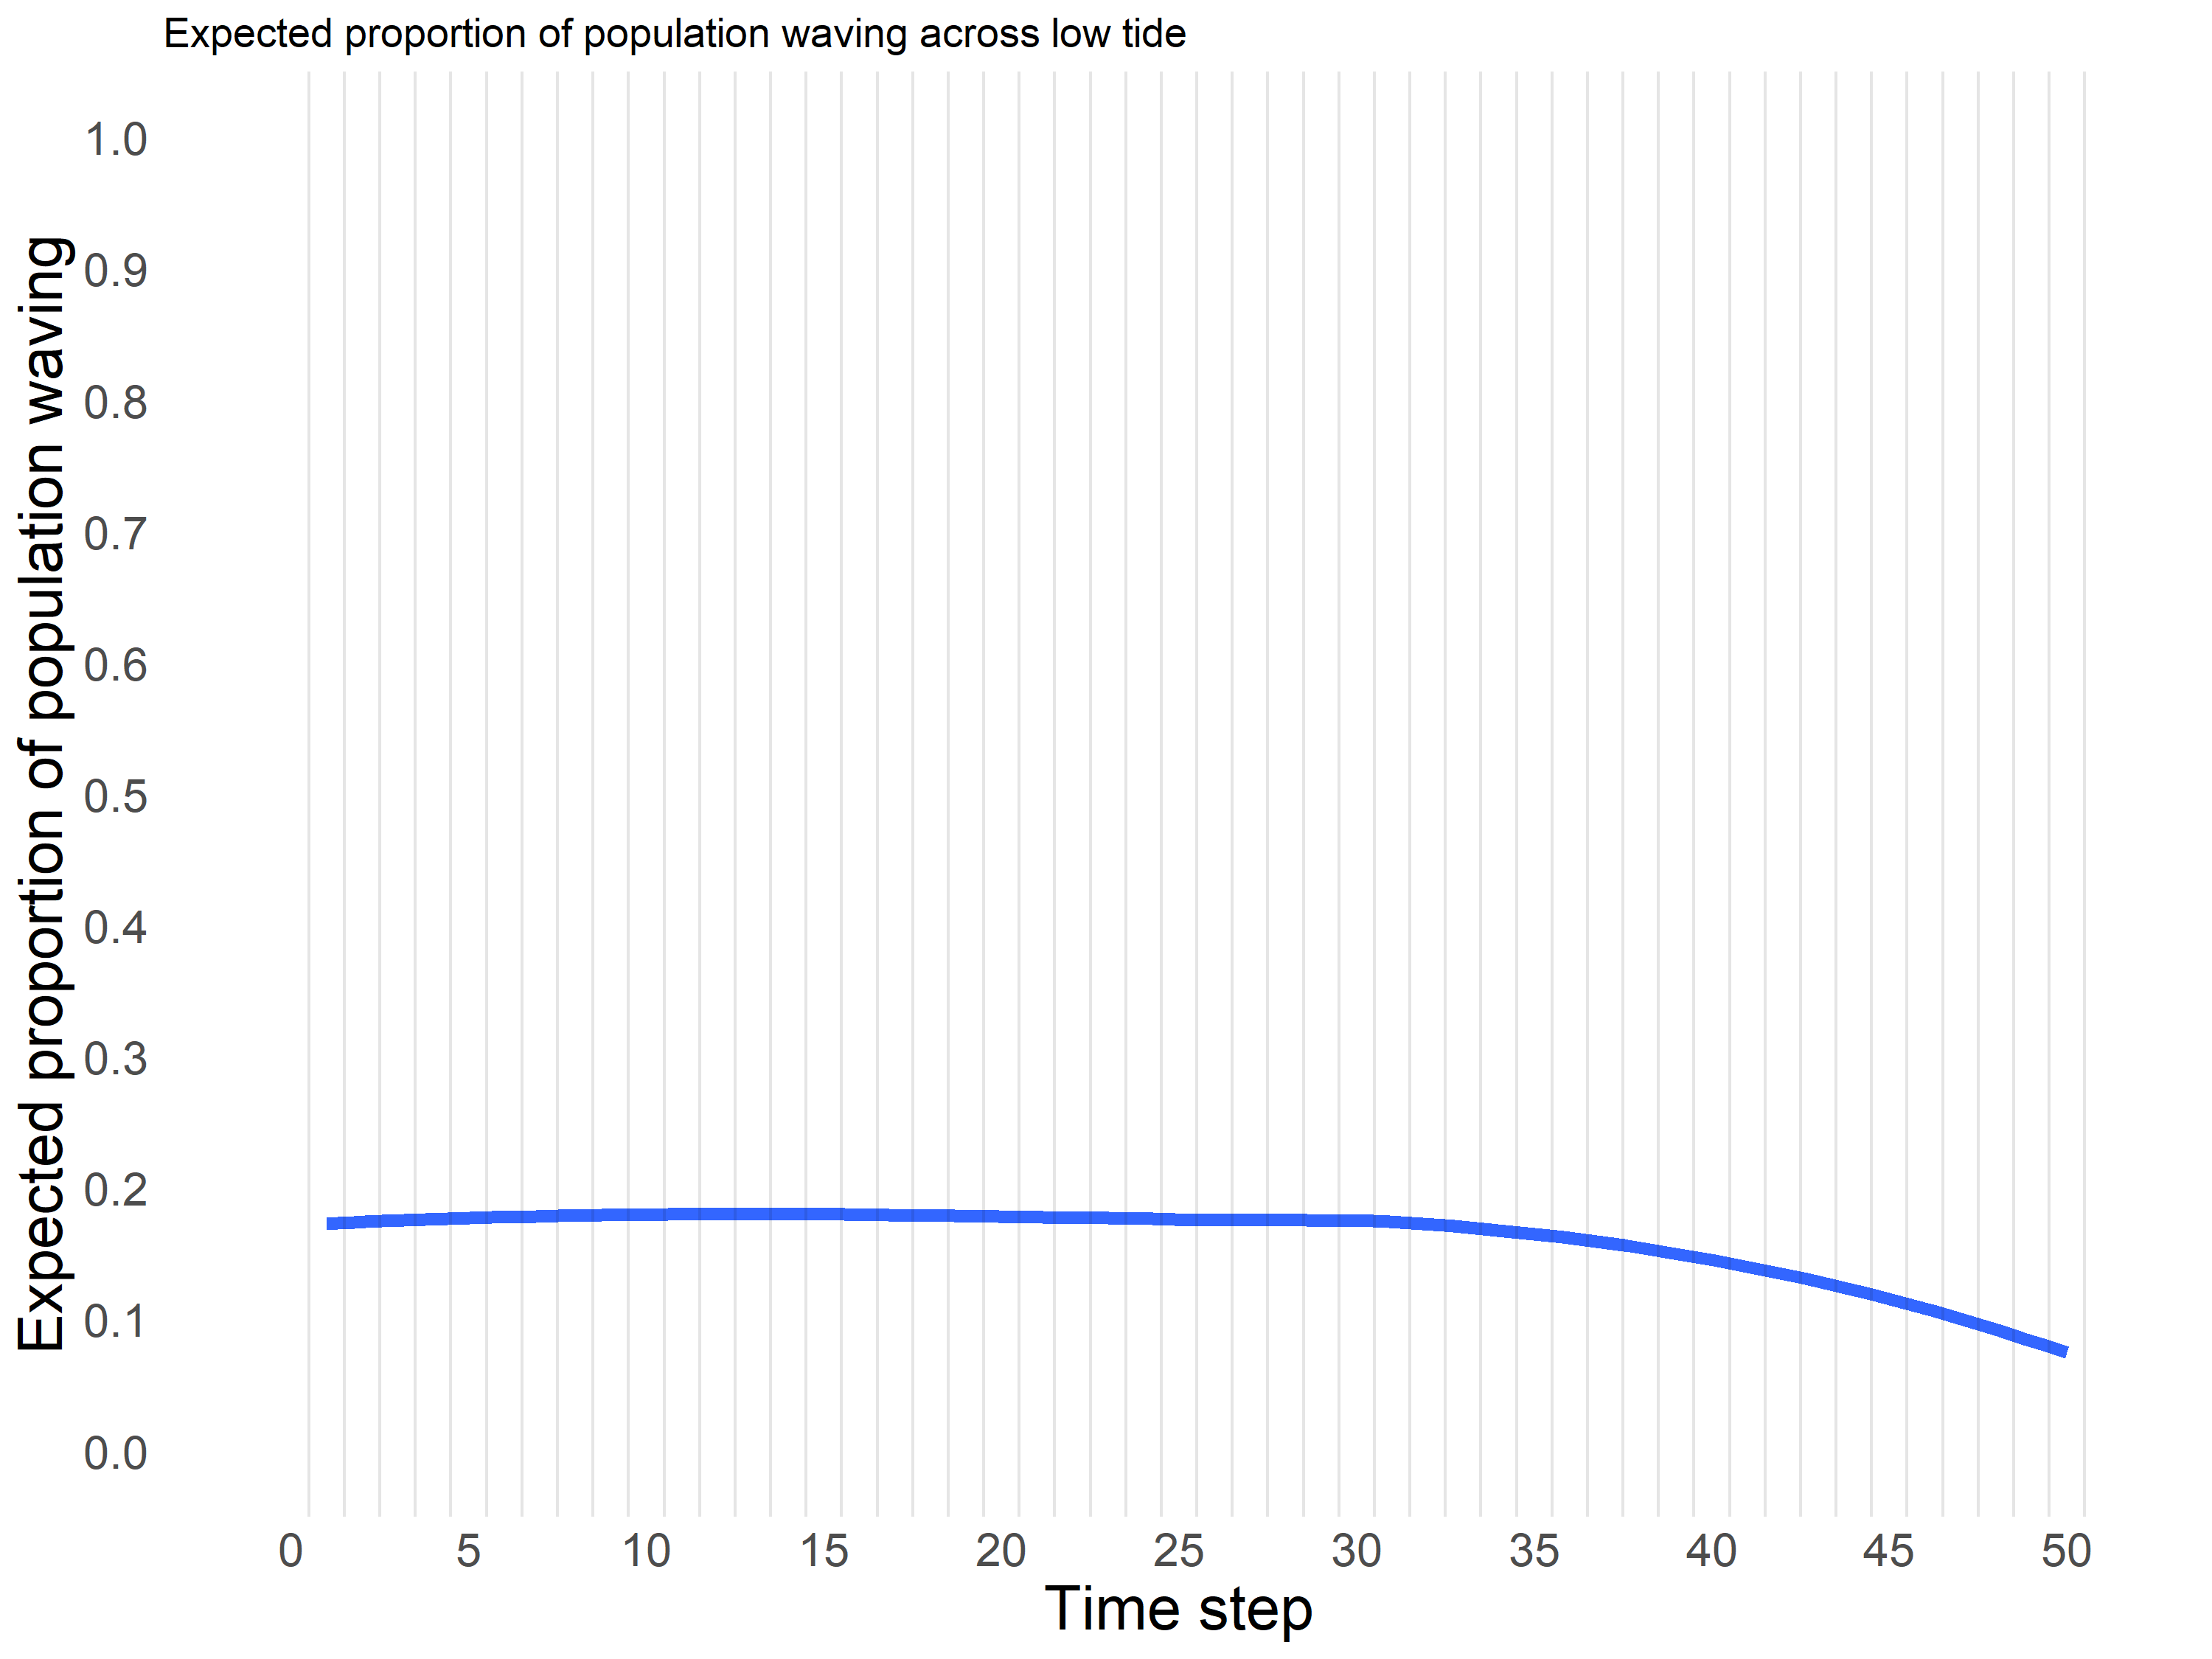 Expected proportion of population waving across low tide
Expected proportion of population waving
1.0
0.9
0.8
0.7
0.6
0.5
0.4
0.3
0.2
0.1
0.0
0 5 10 15 20 25 30 35 40 45 50
Time step